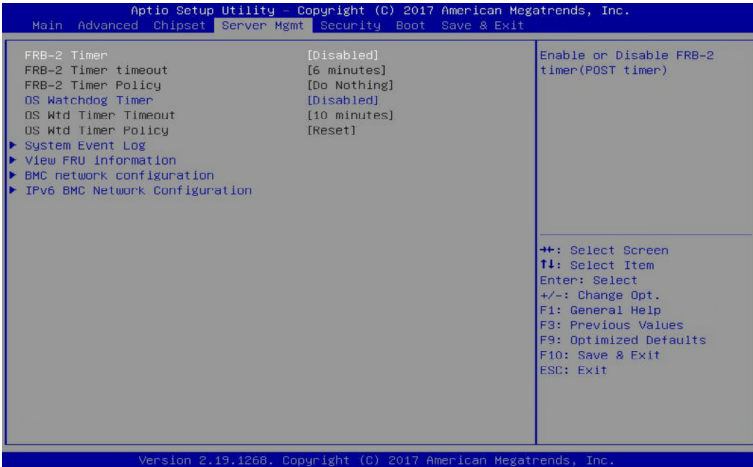 Aptio Setup Utility – Copyright (C) 2017 American Megatrends, Inc.
Main Advanced Chipset Server Mgmt Security Boot Save & Exit
FRB-2 Timer [Disabled]
FRB-2 Timer timeout [6 minutes]
FRB-2 Timer Policy [Do Nothing]
OS Watchdog Timer [Disabled]
OS Wtd Timer Timeout [10 minutes]
OS Wtd Timer Policy [Reset]
▶ System Event Log
▶ View FRU information
▶ BMC network configuration
▶ IPv6 BMC Network Configuration
Enable or Disable FRB-2
timer(POST timer)
→←: Select Screen
↑↓: Select Item
Enter: Select
+/-: Change Opt.
F1: General Help
F3: Previous Values
F9: Optimized Defaults
F10: Save & Exit
ESC: Exit
Version 2.19.1268. Copyright (C) 2017 American Megatrends, Inc.